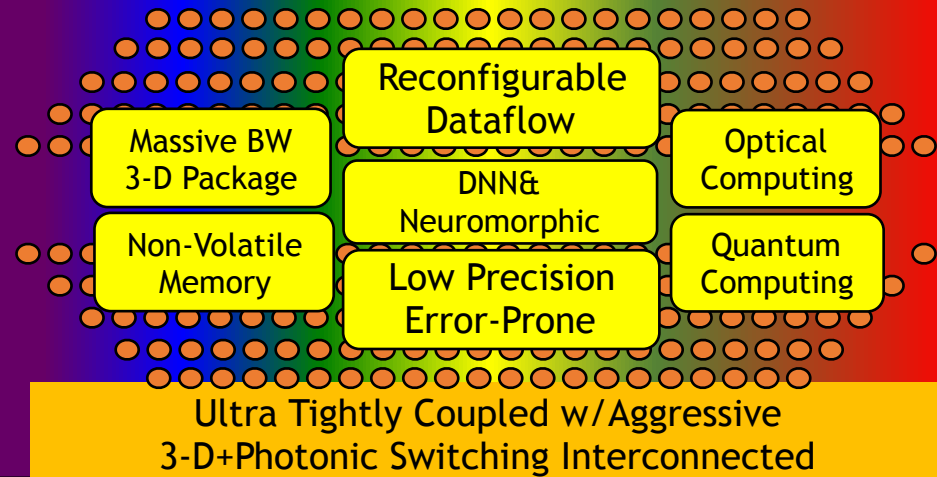 Reconfigurable
Dataflow
Massive BW
3-D Package
Optical
Computing
DNN&
Neuromorphic
Non-Volatile
Memory
Quantum
Computing
Low Precision
Error-Prone
Ultra Tightly Coupled w/Aggressive
3-D+Photonic Switching Interconnected